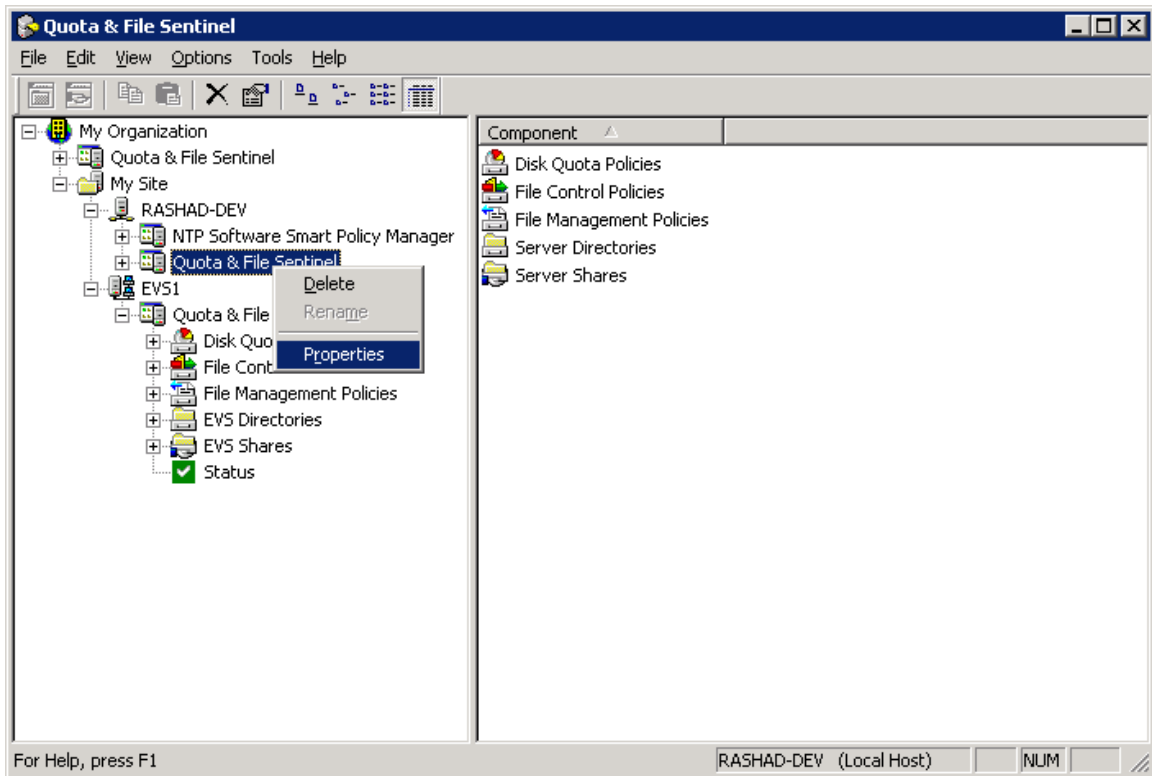 Quota & File Sentinel
File Edit View Options Tools Help
My Organization
Quota & File Sentinel
My Site
RASHAD-DEV
NTP Software Smart Policy Manager
Quota & File Sentinel
EVS1
Quota & File
Disk Quo
File Cont
File Management Policies
EVS Directories
EVS Shares
Status
Delete
Rename
Properties
Component
Disk Quota Policies
File Control Policies
File Management Policies
Server Directories
Server Shares
For Help, press F1
RASHAD-DEV (Local Host)
NUM